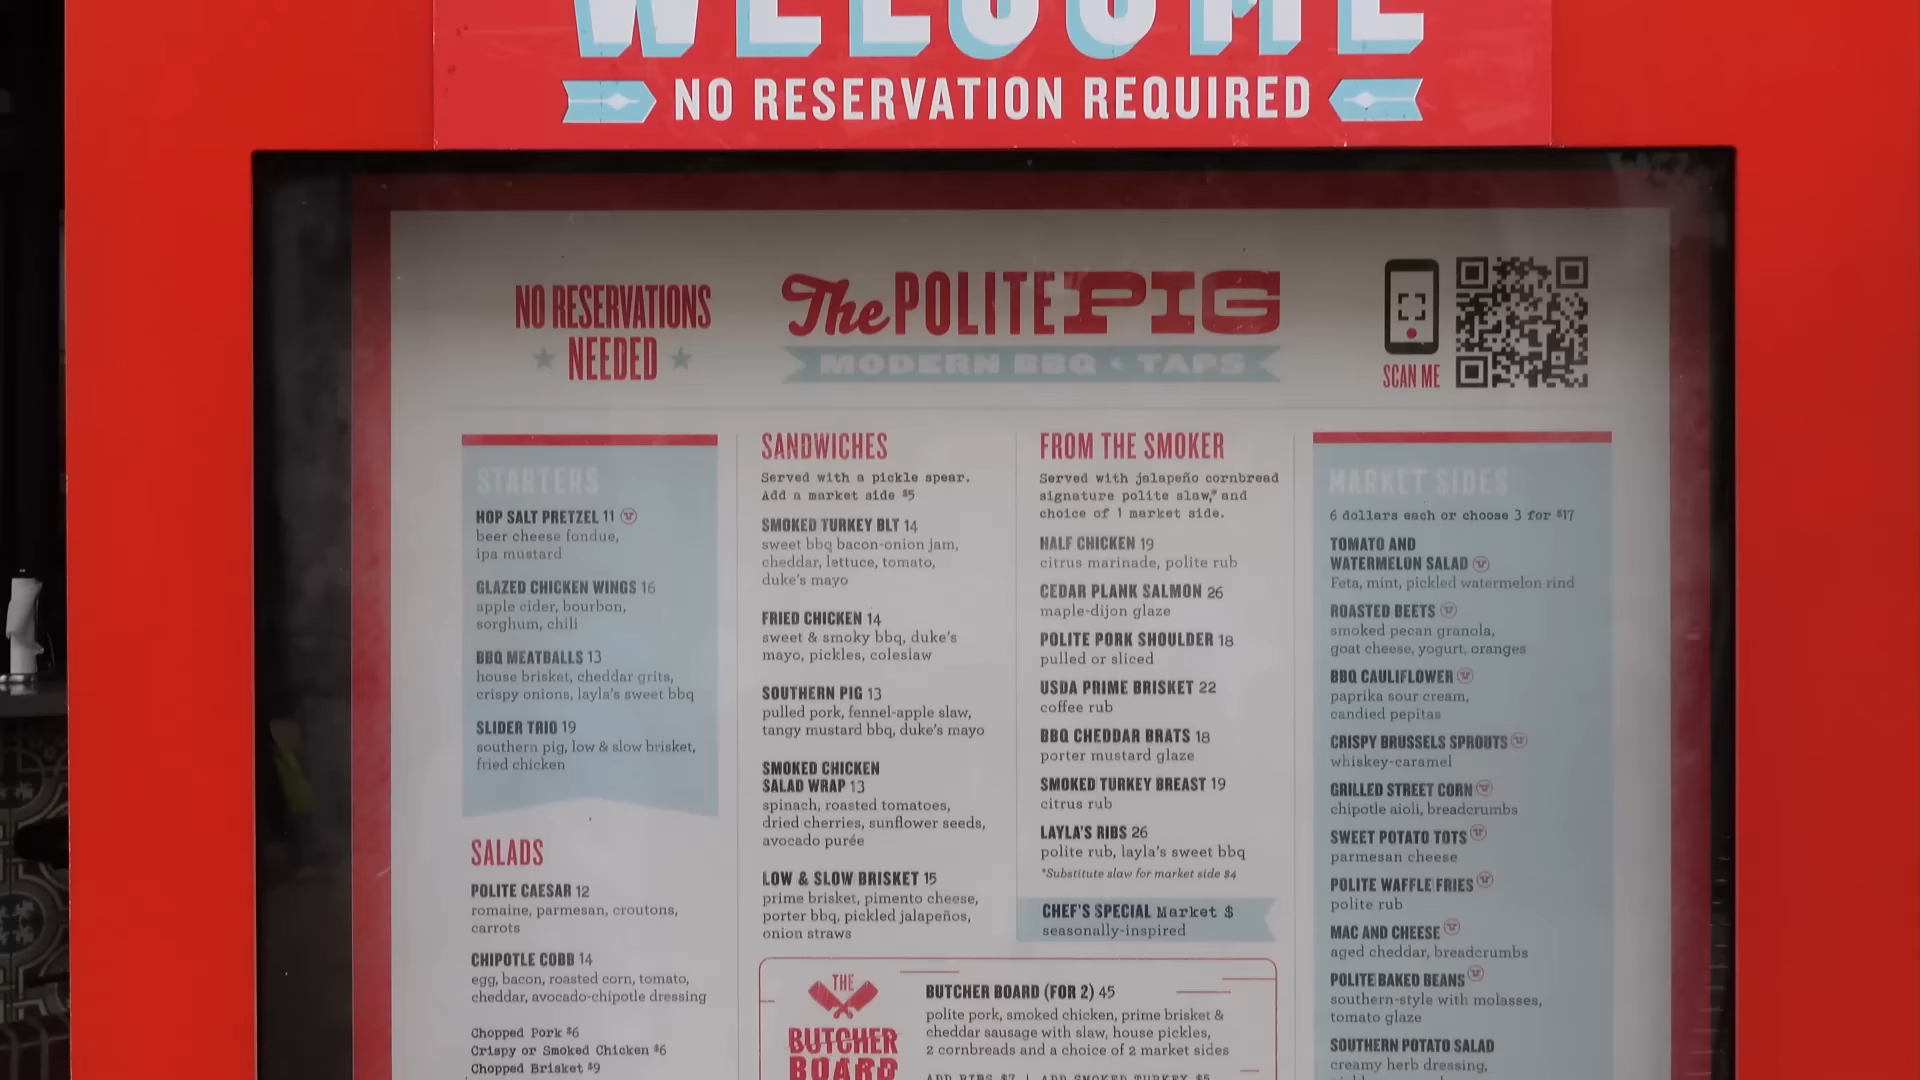 WELCOME
NO RESERVATION REQUIRED
NO RESERVATIONS
NEEDED
The POLITE PIG
MODERN BBQ + TAPS
SCAN ME
STARTERS
HOP SALT PRETZEL 11
beer cheese fondue,
ipa mustard
GLAZED CHICKEN WINGS 16
apple cider, bourbon,
sorghum, chili
BBQ MEATBALLS 13
house brisket, cheddar grits,
crispy onions, layla's sweet bbq
SLIDER TRIO 19
southern pig, low & slow brisket,
fried chicken
SALADS
POLITE CAESAR 12
romaine, parmesan, croutons,
carrots
CHIPOTLE COBB 14
egg, bacon, roasted corn, tomato,
cheddar, avocado-chipotle dressing
Chopped Pork $6
Crispy or Smoked Chicken $6
Chopped Brisket $9
SANDWICHES
Served with a pickle spear.
Add a market side $5
SMOKED TURKEY BLT 14
sweet bbq bacon-onion jam,
cheddar, lettuce, tomato,
duke's mayo
FRIED CHICKEN 14
sweet & smoky bbq, duke's
mayo, pickles, coleslaw
SOUTHERN PIG 13
pulled pork, fennel-apple slaw,
tangy mustard bbq, duke's mayo
SMOKED CHICKEN
SALAD WRAP 13
spinach, roasted tomatoes,
dried cherries, sunflower seeds,
avocado purée
LOW & SLOW BRISKET 15
prime brisket, pimento cheese,
porter bbq, pickled jalapeños,
onion straws
FROM THE SMOKER
Served with jalapeño cornbread
signature polite slaw,* and
choice of 1 market side.
HALF CHICKEN 19
citrus marinade, polite rub
CEDAR PLANK SALMON 26
maple-dijon glaze
POLITE PORK SHOULDER 18
pulled or sliced
USDA PRIME BRISKET 22
coffee rub
BBQ CHEDDAR BRATS 18
porter mustard glaze
SMOKED TURKEY BREAST 19
citrus rub
LAYLA'S RIBS 26
polite rub, layla's sweet bbq
*Substitute slaw for market side $4
CHEF'S SPECIAL Market $
seasonally-inspired
THE
BUTCHER
BOARD
BUTCHER BOARD (FOR 2) 45
polite pork, smoked chicken, prime brisket &
cheddar sausage with slaw, house pickles,
2 cornbreads and a choice of 2 market sides
ADD RIBS $7 | ADD SMOKED TURKEY $5
MARKET SIDES
6 dollars each or choose 3 for $17
TOMATO AND
WATERMELON SALAD
Feta, mint, pickled watermelon rind
ROASTED BEETS
smoked pecan granola,
goat cheese, yogurt, oranges
BBQ CAULIFLOWER
paprika sour cream,
candied pepitas
CRISPY BRUSSELS SPROUTS
whiskey-caramel
GRILLED STREET CORN
chipotle aioli, breadcrumbs
SWEET POTATO TOTS
parmesan cheese
POLITE WAFFLE FRIES
polite rub
MAC AND CHEESE
aged cheddar, breadcrumbs
POLITE BAKED BEANS
southern-style with molasses,
tomato glaze
SOUTHERN POTATO SALAD
creamy herb dressing,